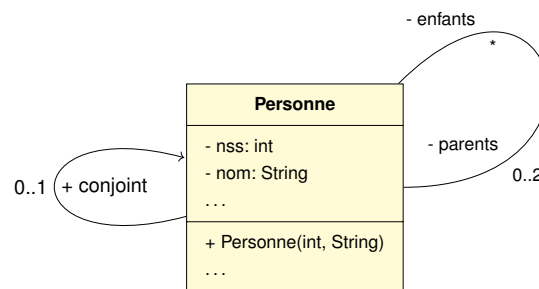 - enfants
*
Personne
- nss: int
- nom: String
. . .
- parents
0..2
0..1
+ conjoint
+ Personne(int, String)
. . .